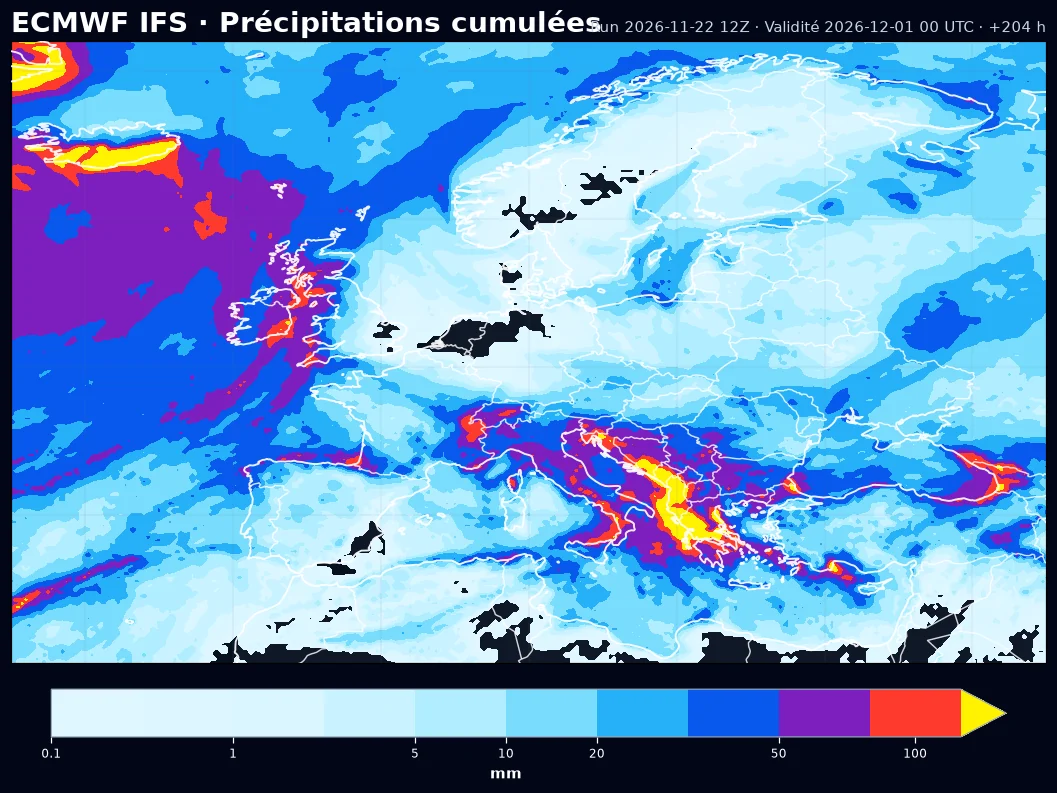 ECMWF IFS · Précipitations cumulées Run 2026-11-22 12Z · Validité 2026-12-01 00 UTC · +204 h
0.1 1 5 10 20 50 100
mm